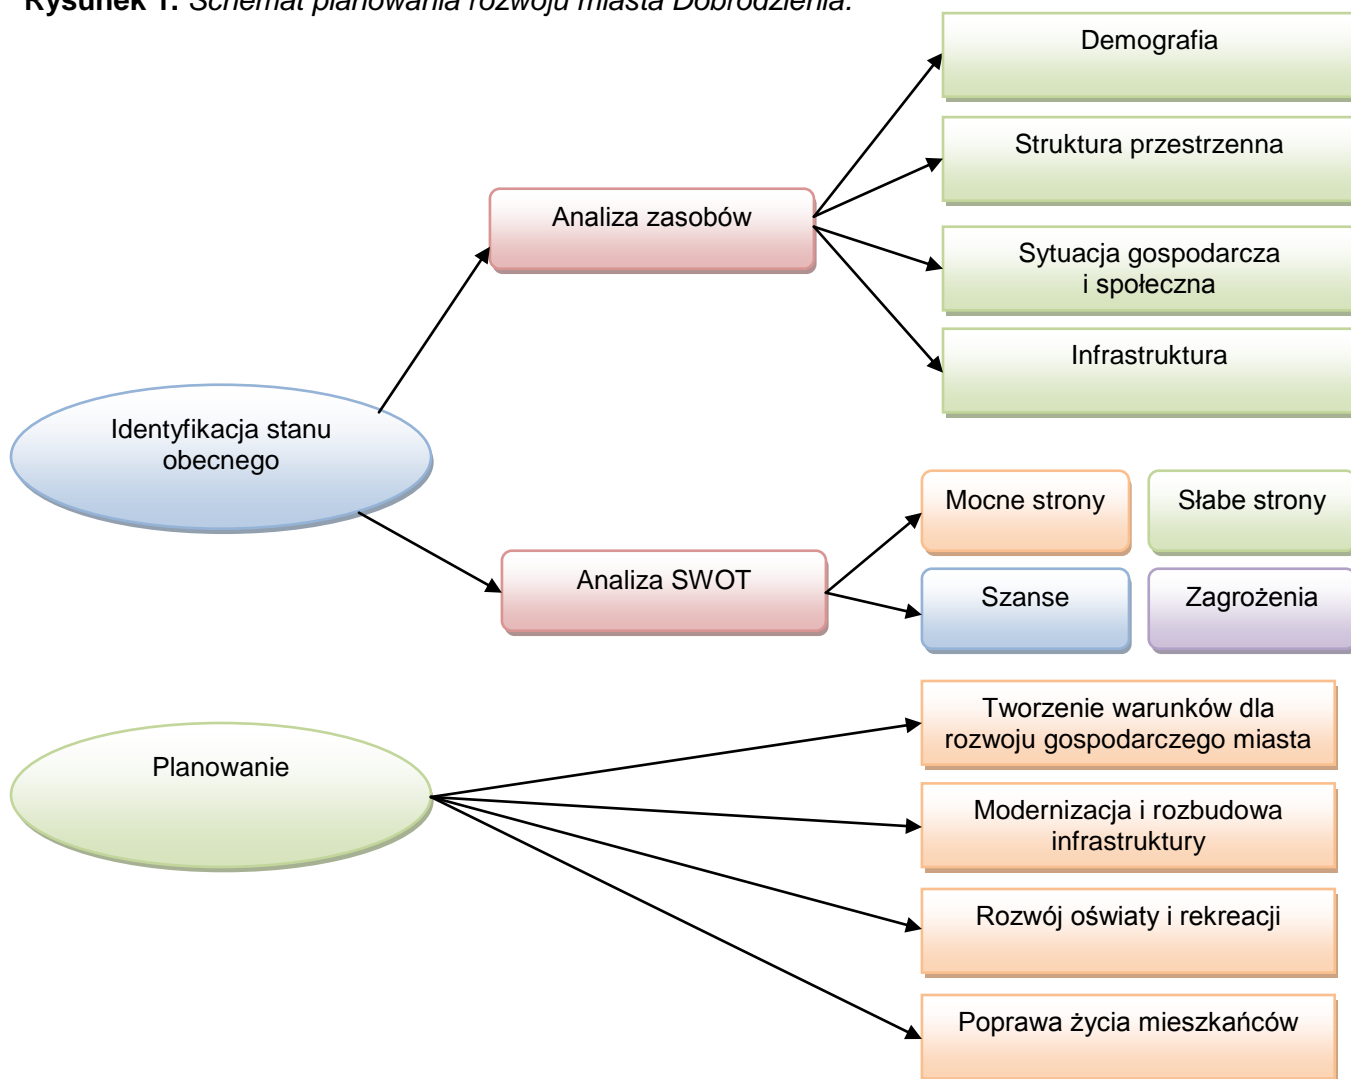 Rysunek 1. Schemat planowania rozwoju miasta Dobrodzienia.
Demografia
Struktura przestrzenna
Analiza zasobów
Sytuacja gospodarcza
i społeczna
Infrastruktura
Identyfikacja stanu
obecnego
Mocne strony
Słabe strony
Analiza SWOT
Szanse
Zagrożenia
Tworzenie warunków dla
rozwoju gospodarczego miasta
Planowanie
Modernizacja i rozbudowa
infrastruktury
Rozwój oświaty i rekreacji
Poprawa życia mieszkańców